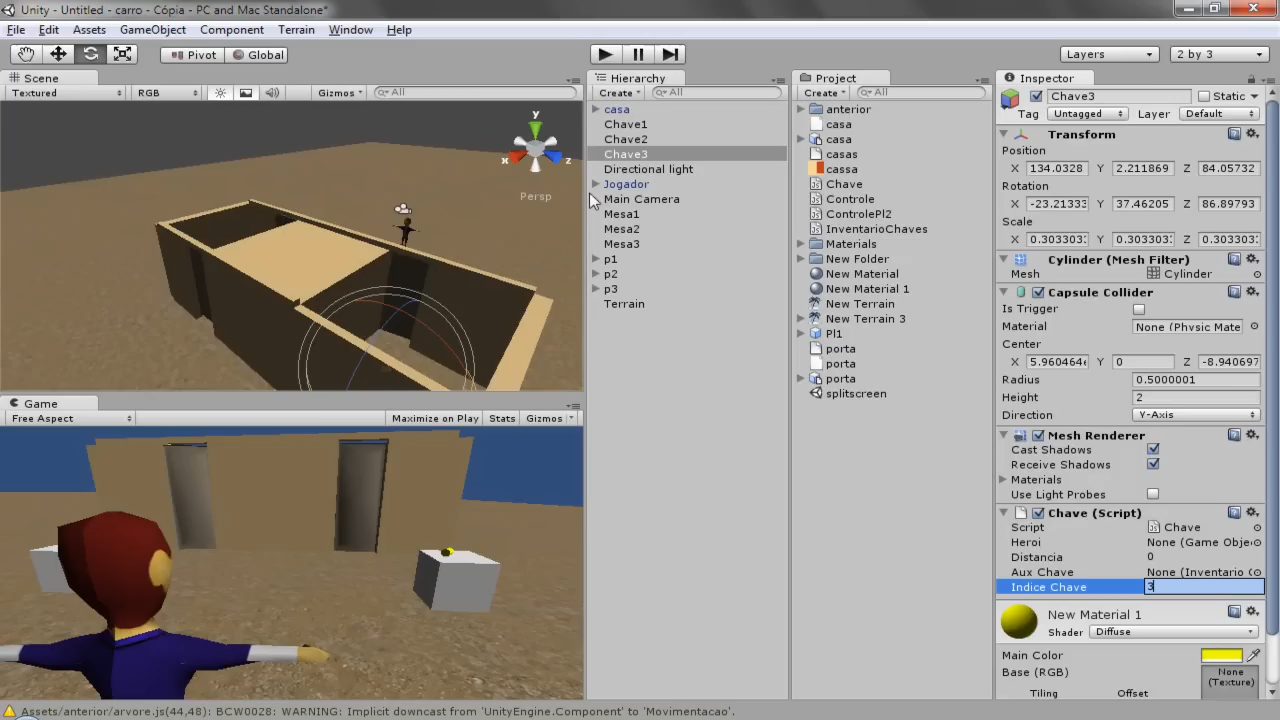 Unity - Untitled - carro - Cópia - PC and Mac Standalone*
File Edit Assets GameObject Component Terrain Window Help
Pivot Global Layers 2 by 3
Scene
Textured RGB Gizmos All
y
x z
Persp
Game
Free Aspect Maximize on Play Stats Gizmos
Hierarchy
Create All
casa
Chave1
Chave2
Chave3
Directional light
Jogador
Main Camera
Mesa1
Mesa2
Mesa3
p1
p2
p3
Terrain
Project
Create All
anterior
casa
casa
casas
cassa
Chave
Controle
ControlePl2
InventarioChaves
Materials
New Folder
New Material
New Material 1
New Terrain
New Terrain 3
Pl1
porta
porta
porta
splitscreen
Inspector
Chave3 Static
Tag Untagged Layer Default
Transform
Position
X 134.0328 Y 2.211869 Z 84.05732
Rotation
X -23.21333 Y 37.46205 Z 86.89793
Scale
X 0.303303 Y 0.303303 Z 0.303303
Cylinder (Mesh Filter)
Mesh Cylinder
Capsule Collider
Is Trigger
Material None (Physic Mate
Center
X 5.960464 Y 0 Z -8.940697
Radius 0.5000001
Height 2
Direction Y-Axis
Mesh Renderer
Cast Shadows
Receive Shadows
Materials
Use Light Probes
Chave (Script)
Script Chave
Heroi None (Game Obje
Distancia 0
Aux Chave None (Inventario (
Indice Chave 3
New Material 1
Shader Diffuse
Main Color
Base (RGB) None
(Texture)
Tiling Offset
Assets/anterior/arvore.js(44,48): BCW0028: WARNING: Implicit downcast from 'UnityEngine.Component' to 'Movimentacao'.